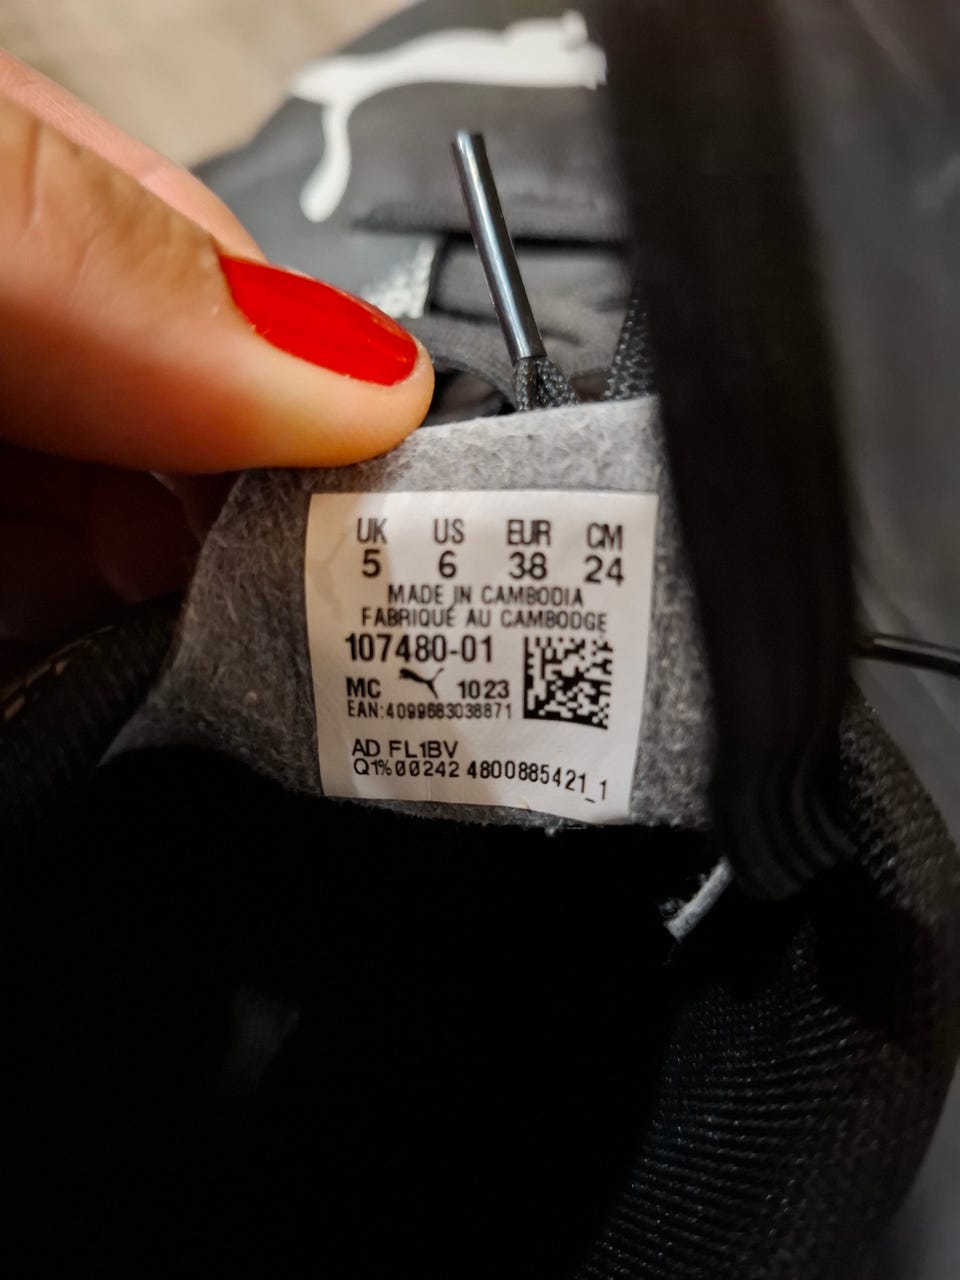 UK US EUR CM
5 6 38 24
MADE IN CAMBODIA
FABRIQUÉ AU CAMBODGE
107480-01
MC 1023
EAN:4099683038871
AD FL1BV
Q1%00242 4800885421_1